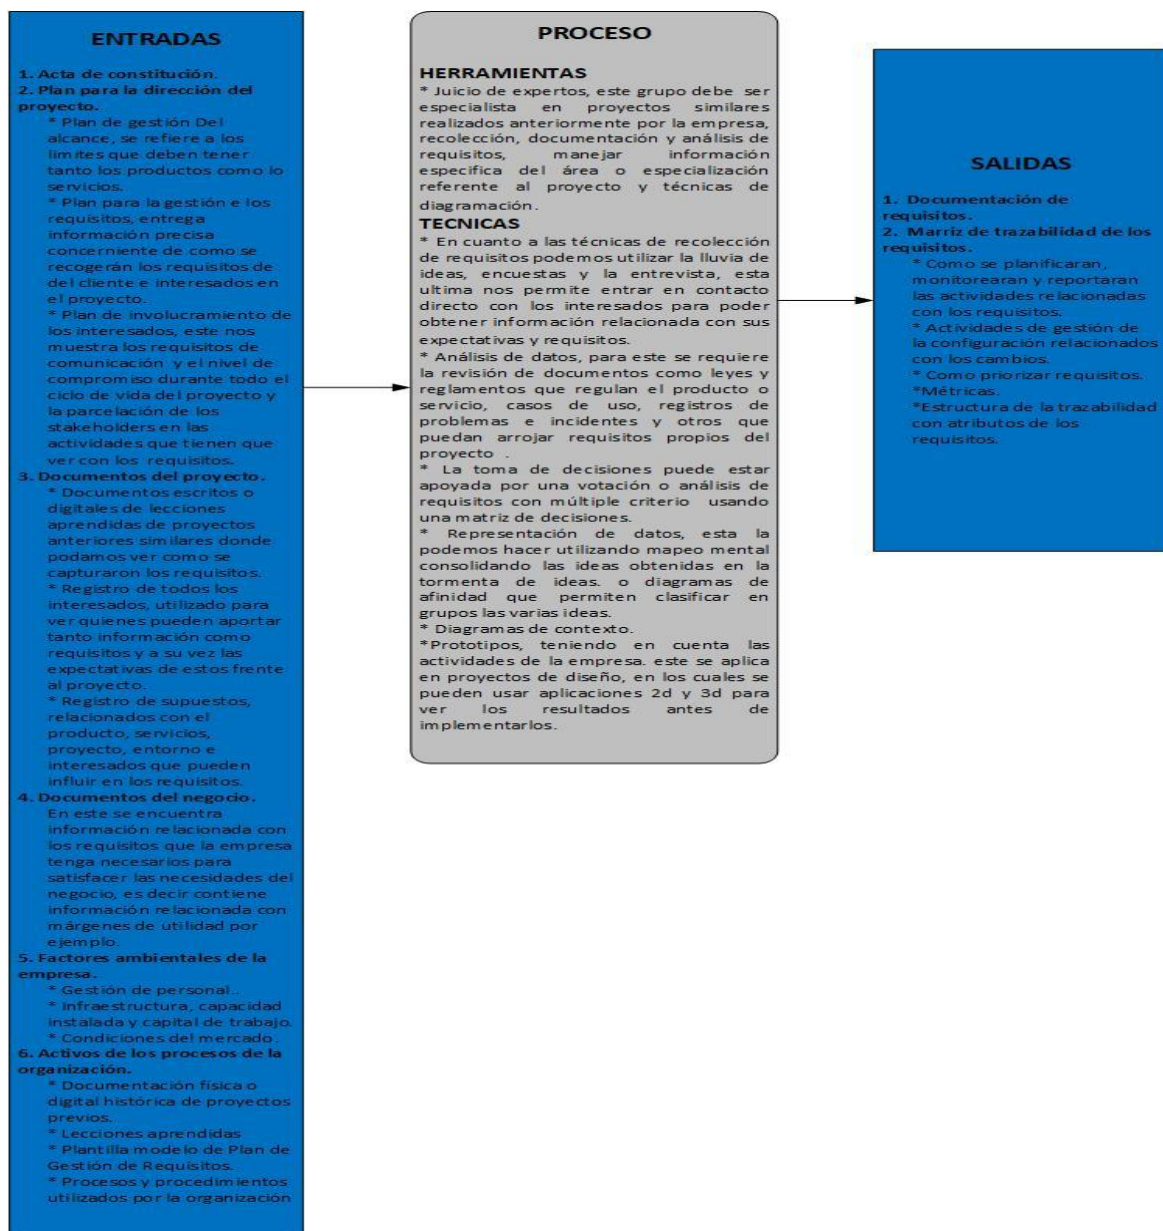 ENTRADAS
1. Acta de constitución.
2. Plan para la dirección del
proyecto.
* Plan de gestión Del
alcance, se refiere a los
limites que deben tener
tanto los productos como lo
servicios.
* Plan para la gestión e los
requisitos, entrega
información precisa
concerniente de como se
recogerán los requisitos de
del cliente e interesados en
el proyecto.
* Plan de involucramiento de
los interesados, este nos
muestra los requisitos de
comunicación y el nivel de
compromiso durante todo el
ciclo de vida del proyecto y
la parcelación de los
stakeholders en las
actividades que tienen que
ver con los requisitos.
3. Documentos del proyecto.
* Documentos escritos o
digitales de lecciones
aprendidas de proyectos
anteriores similares donde
podamos ver como se
capturaron los requisitos.
* Registro de todos los
interesados, utilizado para
ver quienes pueden aportar
tanto información como
requisitos y a su vez las
expectativas de estos frente
al proyecto.
* Registro de supuestos,
relacionados con el
producto, servicios,
proyecto, entorno e
interesados que pueden
influir en los requisitos.
4. Documentos del negocio.
En este se encuentra
información relacionada con
los requisitos que la empresa
tenga necesarios para
satisfacer las necesidades del
negocio, es decir contiene
información relacionada con
márgenes de utilidad por
ejemplo.
5. Factores ambientales de la
empresa.
* Gestión de personal..
* Infraestructura, capacidad
instalada y capital de trabajo.
* Condiciones del mercado.
6. Activos de los procesos de la
organización.
* Documentación física o
digital histórica de proyectos
previos.
* Lecciones aprendidas
* Plantilla modelo de Plan de
Gestión de Requisitos.
* Procesos y procedimientos
utilizados por la organización
PROCESO
HERRAMIENTAS
* Juicio de expertos, este grupo debe ser
especialista en proyectos similares
realizados anteriormente por la empresa,
recolección, documentación y análisis de
requisitos, manejar información
especifica del área o especialización
referente al proyecto y técnicas de
diagramación.
TECNICAS
* En cuanto a las técnicas de recolección
de requisitos podemos utilizar la lluvia de
ideas, encuestas y la entrevista, esta
ultima nos permite entrar en contacto
directo con los interesados para poder
obtener información relacionada con sus
expectativas y requisitos.
* Análisis de datos, para este se requiere
la revisión de documentos como leyes y
reglamentos que regulan el producto o
servicio, casos de uso, registros de
problemas e incidentes y otros que
puedan arrojar requisitos propios del
proyecto .
* La toma de decisiones puede estar
apoyada por una votación o análisis de
requisitos con múltiple criterio usando
una matriz de decisiones.
* Representación de datos, esta la
podemos hacer utilizando mapeo mental
consolidando las ideas obtenidas en la
tormenta de ideas. o diagramas de
afinidad que permiten clasificar en
grupos las varias ideas.
* Diagramas de contexto.
*Prototipos, teniendo en cuenta las
actividades de la empresa. este se aplica
en proyectos de diseño, en los cuales se
pueden usar aplicaciones 2d y 3d para
ver los resultados antes de
implementarlos.
SALIDAS
1. Documentación de
requisitos.
2. Marriz de trazabilidad de los
requisitos.
* Como se planificaran,
monitorearan y reportaran
las actividades relacionadas
con los requisitos.
* Actividades de gestión de
la configuración relacionados
con los cambios.
* Como priorizar requisitos.
*Métricas.
*Estructura de la trazabilidad
con atributos de los
requisitos.